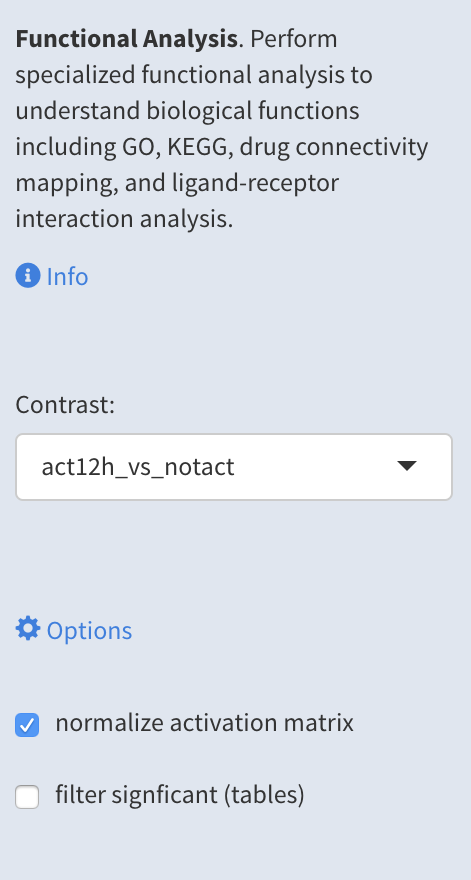 Functional Analysis. Perform
specialized functional analysis to
understand biological functions
including GO, KEGG, drug connectivity
mapping, and ligand-receptor
interaction analysis.
Info
Contrast:
act12h_vs_notact
Options
normalize activation matrix
filter signficant (tables)